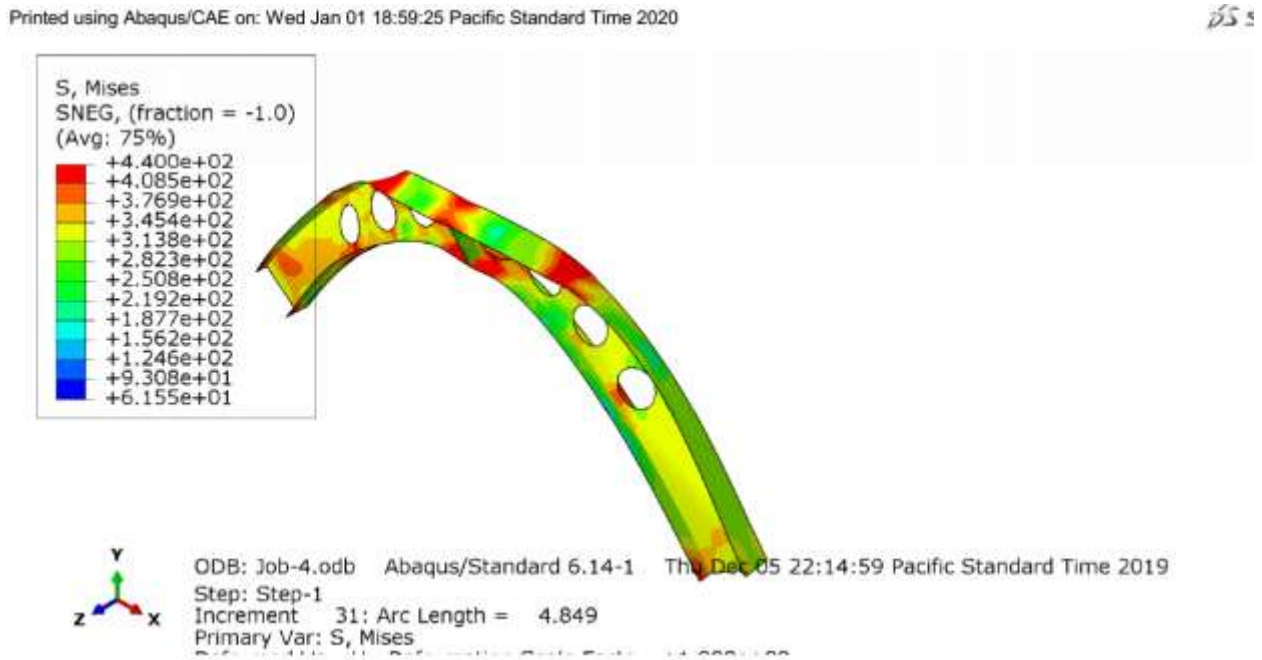 Printed using Abaqus/CAE on: Wed Jan 01 18:59:25 Pacific Standard Time 2020
S, Mises
SNEG, (fraction = -1.0)
(Avg: 75%)
+4.400e+02
+4.085e+02
+3.769e+02
+3.454e+02
+3.138e+02
+2.823e+02
+2.508e+02
+2.192e+02
+1.877e+02
+1.562e+02
+1.246e+02
+9.308e+01
+6.155e+01
Y
Z X
ODB: Job-4.odb Abaqus/Standard 6.14-1 Thu Dec 05 22:14:59 Pacific Standard Time 2019
Step: Step-1
Increment 31: Arc Length = 4.849
Primary Var: S, Mises